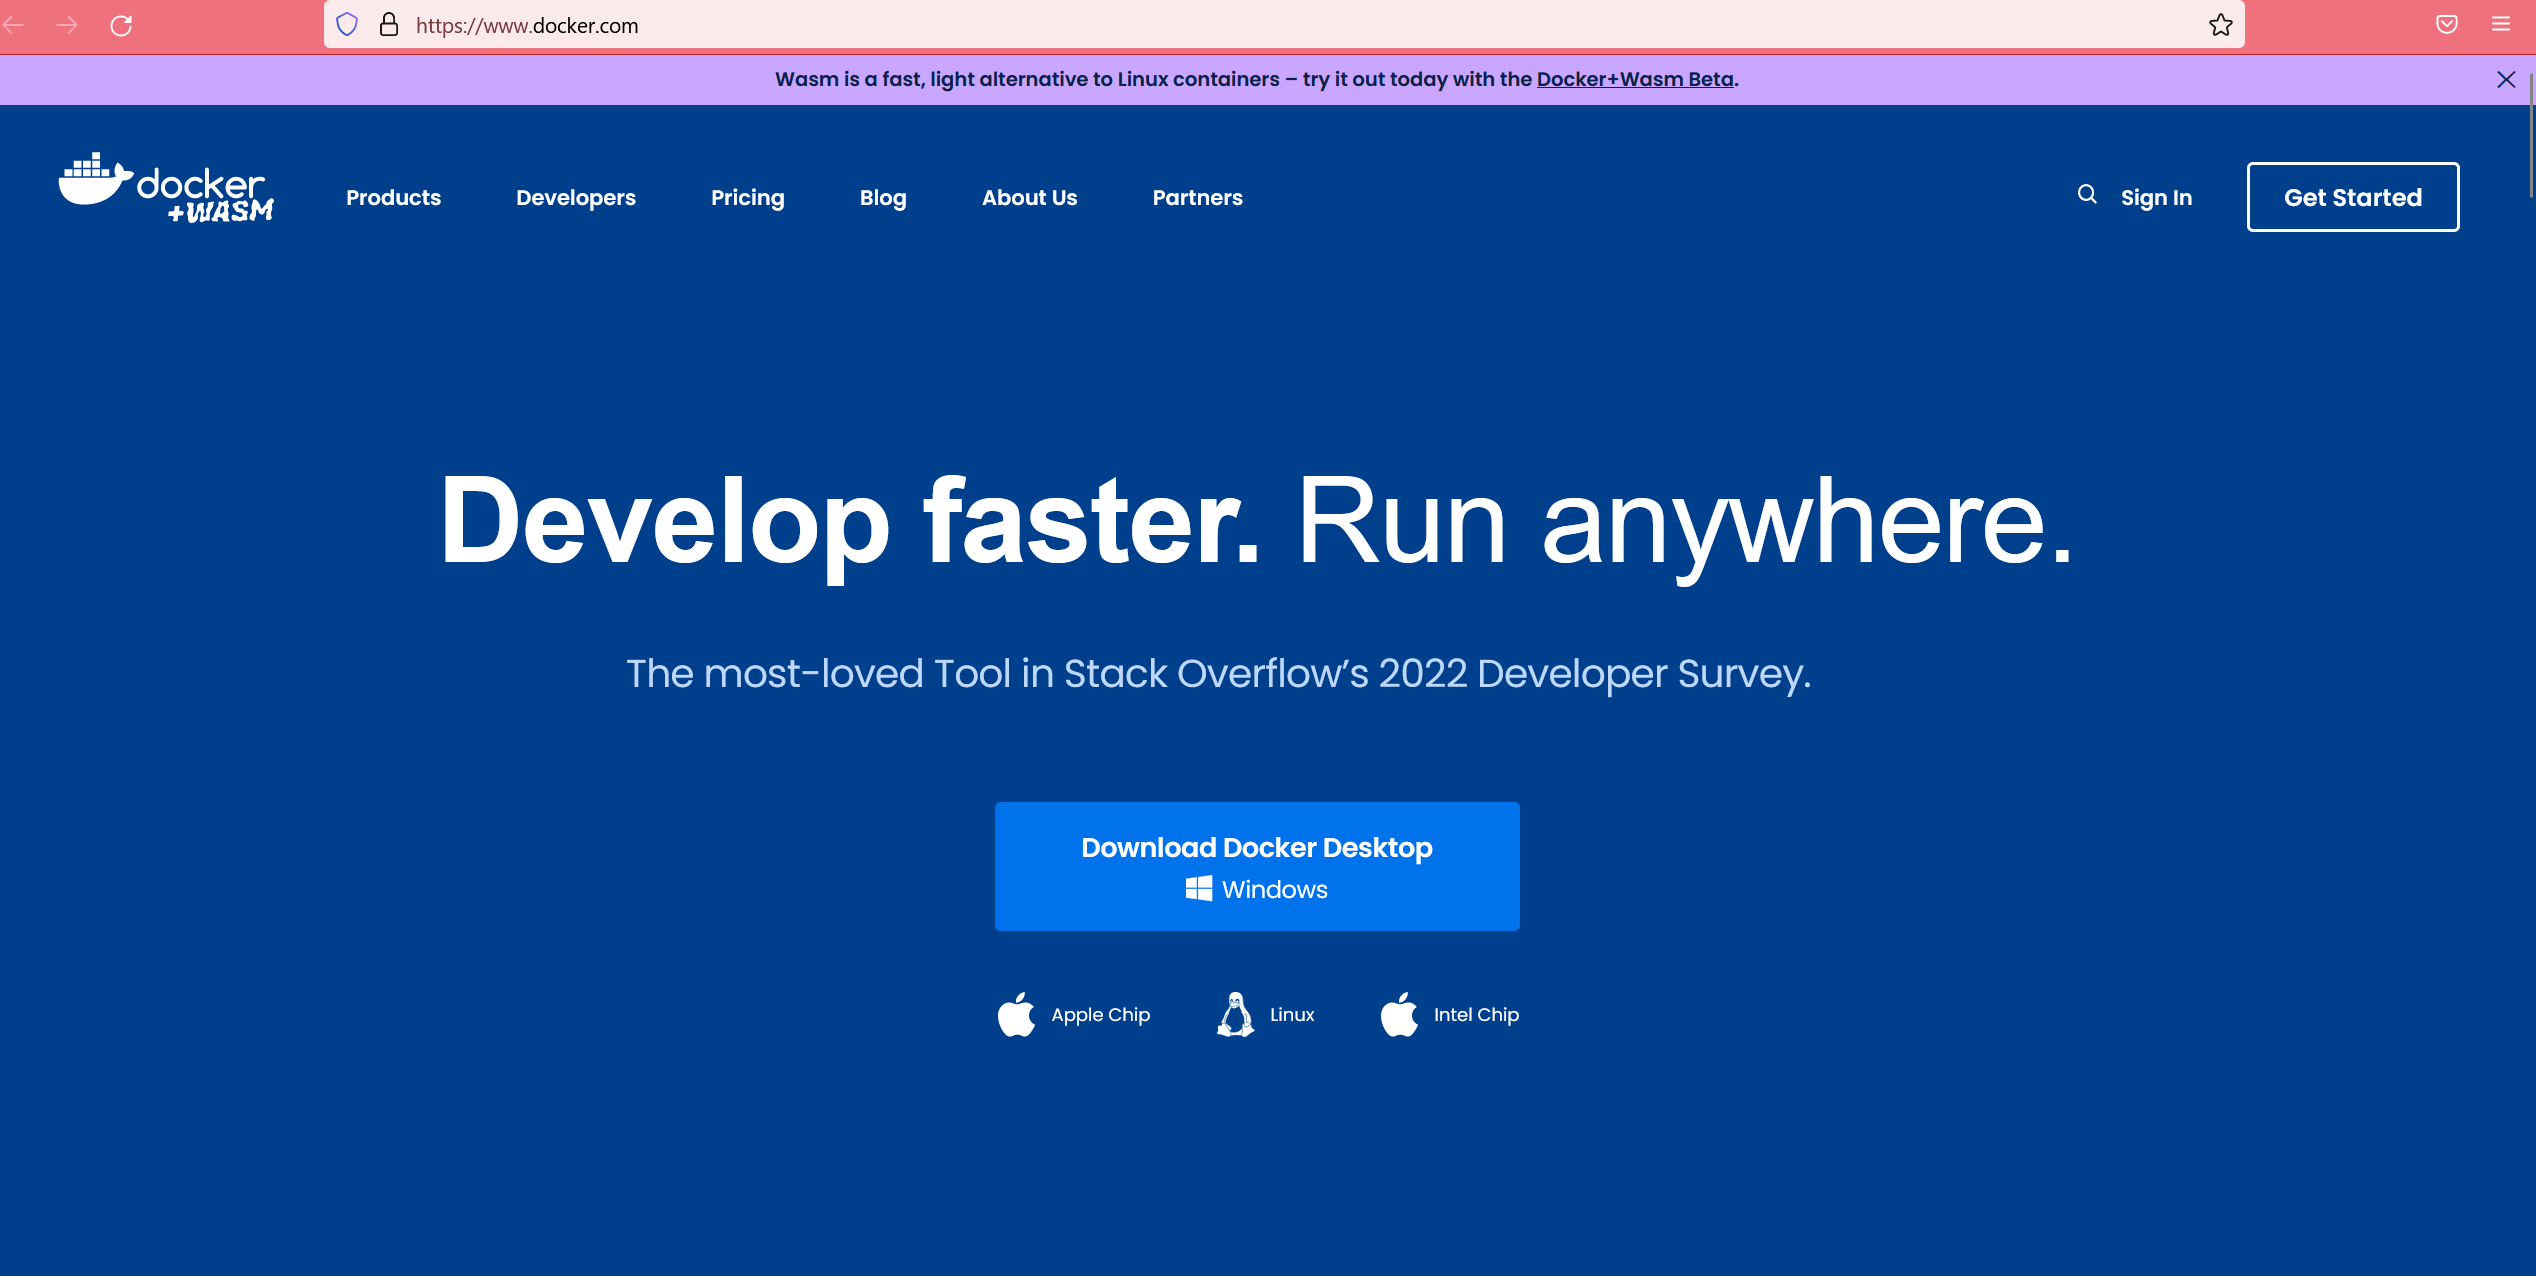 https://www.docker.com
Wasm is a fast, light alternative to Linux containers – try it out today with the Docker+Wasm Beta.
docker
+WASM
Products Developers Pricing Blog About Us Partners Sign In Get Started
Develop faster. Run anywhere.
The most-loved Tool in Stack Overflow’s 2022 Developer Survey.
Download Docker Desktop
Windows
Apple Chip Linux Intel Chip